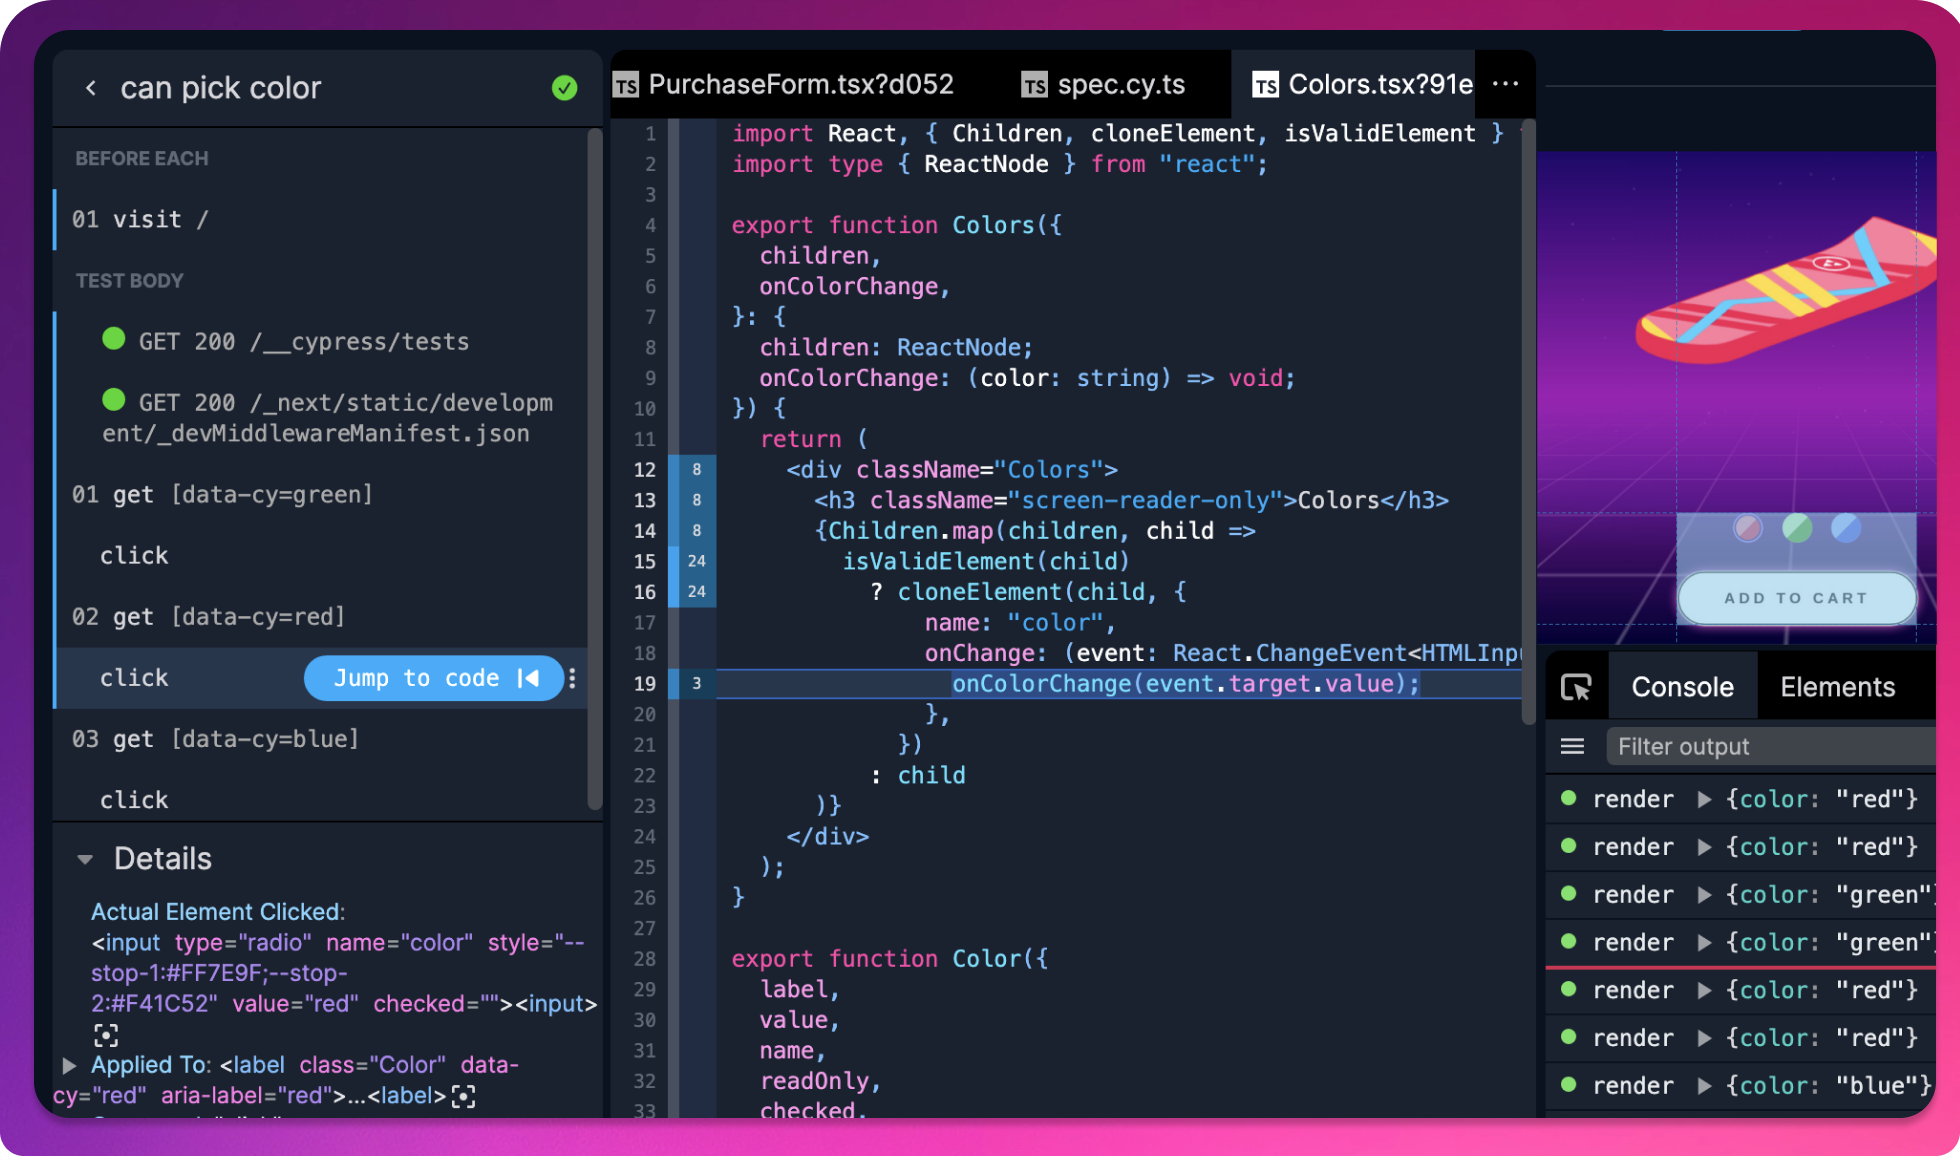 can pick color
BEFORE EACH
01 visit /
TEST BODY
GET 200 /__cypress/tests
GET 200 /_next/static/developm
ent/_devMiddlewareManifest.json
01 get [data-cy=green]
click
02 get [data-cy=red]
click
Jump to code
03 get [data-cy=blue]
click
Details
Actual Element Clicked:
<input type="radio" name="color" style="--
stop-1:#FF7E9F;--stop-
2:#F41C52" value="red" checked=""><input>
Applied To: <label class="Color" data-
cy="red" aria-label="red">…<label>
TS PurchaseForm.tsx?d052
TS spec.cy.ts
TS Colors.tsx?91e
1 import React, { Children, cloneElement, isValidElement }
2 import type { ReactNode } from "react";
3
4 export function Colors({
5 children,
6 onColorChange,
7 }: {
8 children: ReactNode;
9 onColorChange: (color: string) => void;
10 }) {
11 return (
12 8 <div className="Colors">
13 8 <h3 className="screen-reader-only">Colors</h3>
14 8 {Children.map(children, child =>
15 24 isValidElement(child)
16 24 ? cloneElement(child, {
17 name: "color",
18 onChange: (event: React.ChangeEvent<HTMLInpu
19 3 onColorChange(event.target.value);
20 },
21 })
22 : child
23 )}
24 </div>
25 );
26 }
27
28 export function Color({
29 label,
30 value,
31 name,
32 readOnly,
33 checked,
ADD TO CART
Console
Elements
Filter output
render {color: "red"}
render {color: "red"}
render {color: "green"}
render {color: "green"}
render {color: "red"}
render {color: "red"}
render {color: "blue"}